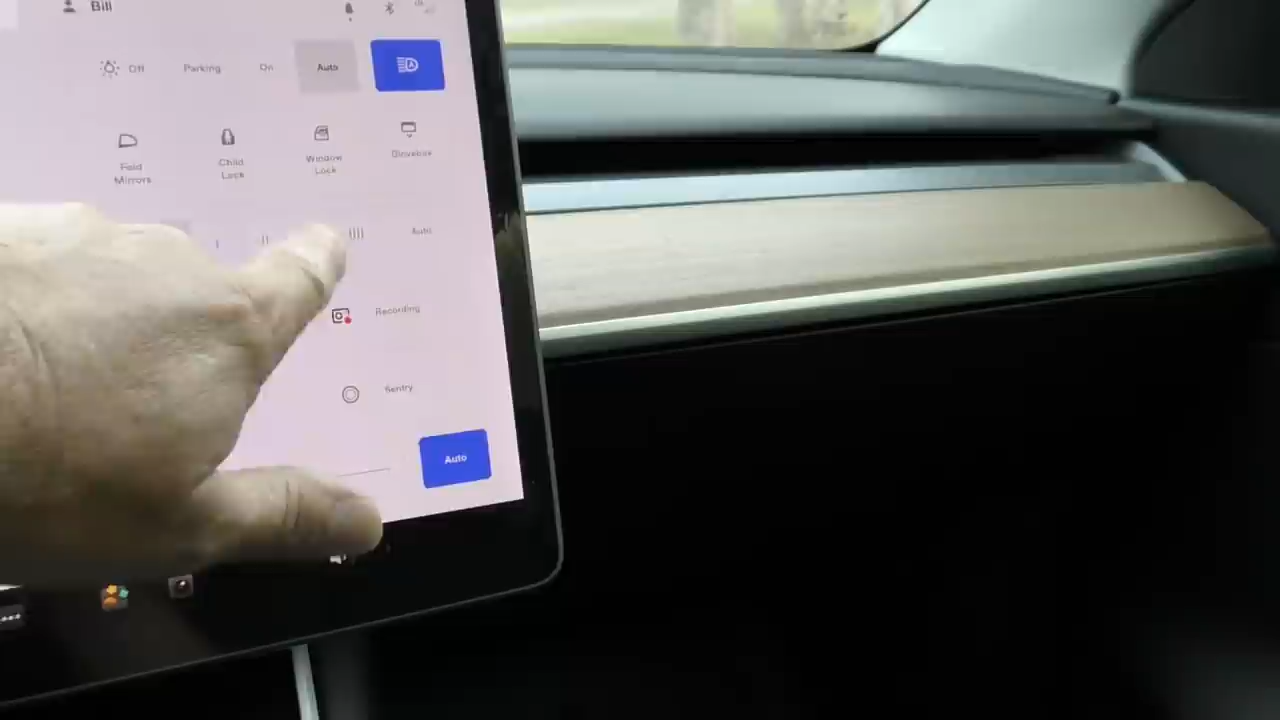 Bill
Off Parking On Auto
Fold Mirrors
Child Lock
Window Lock
Glovebox
Auto
Recording
Sentry
Auto